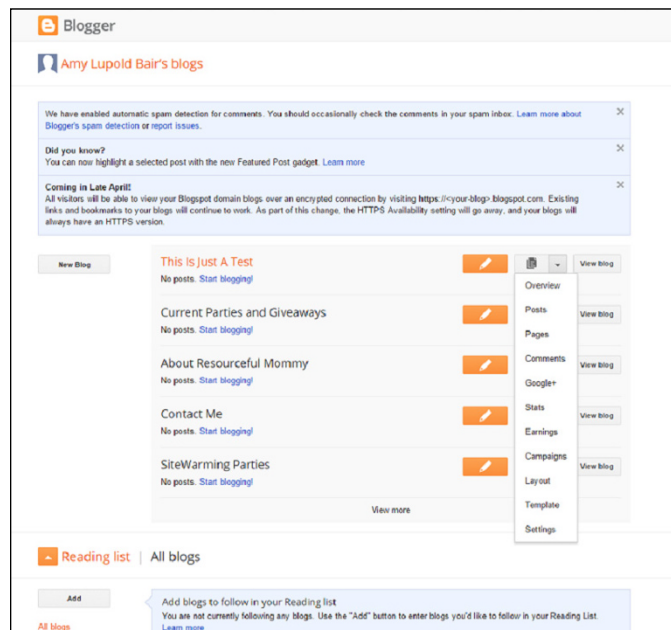 Blogger
Amy Lupold Bair's blogs
We have enabled automatic spam detection for comments. You should occasionally check the comments in your spam inbox. Learn more about
Blogger's spam detection or report issues.
Did you know?
You can now highlight a selected post with the new Featured Post gadget. Learn more
Coming in Late April!
All visitors will be able to view your Blogspot domain blogs over an encrypted connection by visiting https://<your-blog>.blogspot.com. Existing
links and bookmarks to your blogs will continue to work. As part of this change, the HTTPS Availability setting will go away, and your blogs will
always have an HTTPS version.
New Blog
This Is Just A Test
No posts. Start blogging!
View blog
Current Parties and Giveaways
No posts. Start blogging!
View blog
About Resourceful Mommy
No posts. Start blogging!
View blog
Contact Me
No posts. Start blogging!
View blog
SiteWarming Parties
No posts. Start blogging!
View blog
Overview
Posts
Pages
Comments
Google+
Stats
Earnings
Campaigns
Layout
Template
Settings
View more
Reading list | All blogs
Add
All blogs
Add blogs to follow in your Reading list
You are not currently following any blogs. Use the "Add" button to enter blogs you'd like to follow in your Reading List.
Learn more